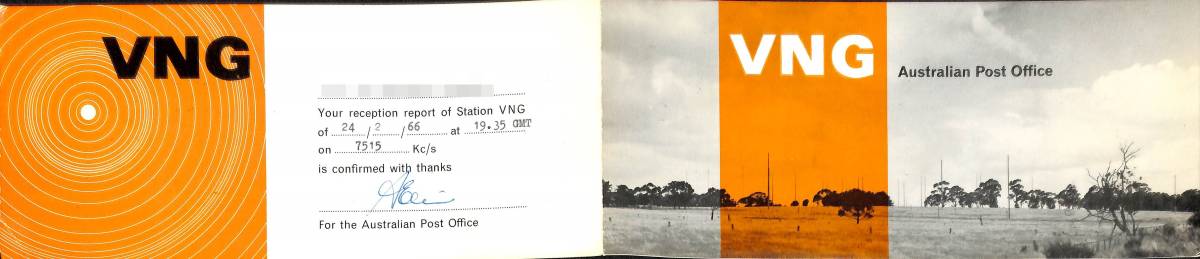 VNG
Your reception report of Station VNG
of 24 / 2 / 66 at 19.35 GMT
on 7515 Kc/s
is confirmed with thanks
For the Australian Post Office
VNG
Australian Post Office